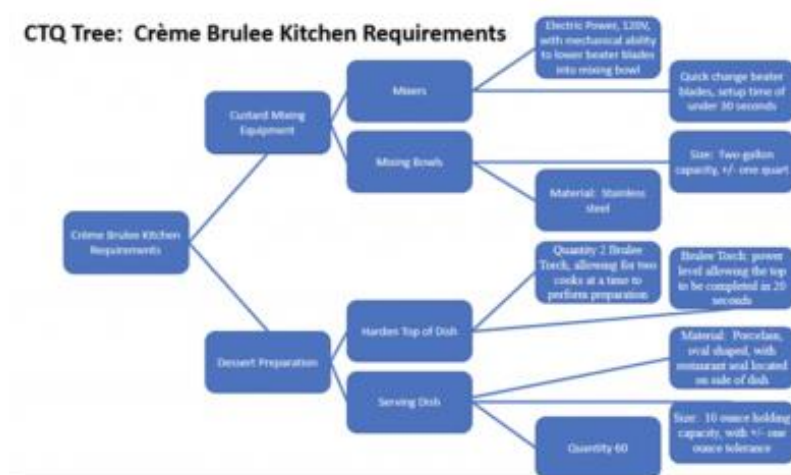 CTQ Tree: Crème Brulee Kitchen Requirements
Electric Power, 120V,
with mechanical ability
to lower beater blades
into mixing bowl
Mixers
Quick change beater
blades, setup time of
under 30 seconds
Custard Mixing
Equipment
Mixing Bowls
Size: Two-gallon
capacity, +/- one quart
Material: Stainless
steel
Crème Brulee Kitchen
Requirements
Quantity 2 Brulee
Torch, allowing for two
cooks at a time to
perform preparation
Brulee Torch: power
level allowing the top
to be completed in 20
seconds
Harden Top of Dish
Dessert Preparation
Material: Porcelain,
oval shaped, with
restaurant seal located
on side of dish
Serving Dish
Size: 10 ounce holding
capacity, with +/- one
ounce tolerance
Quantity 60